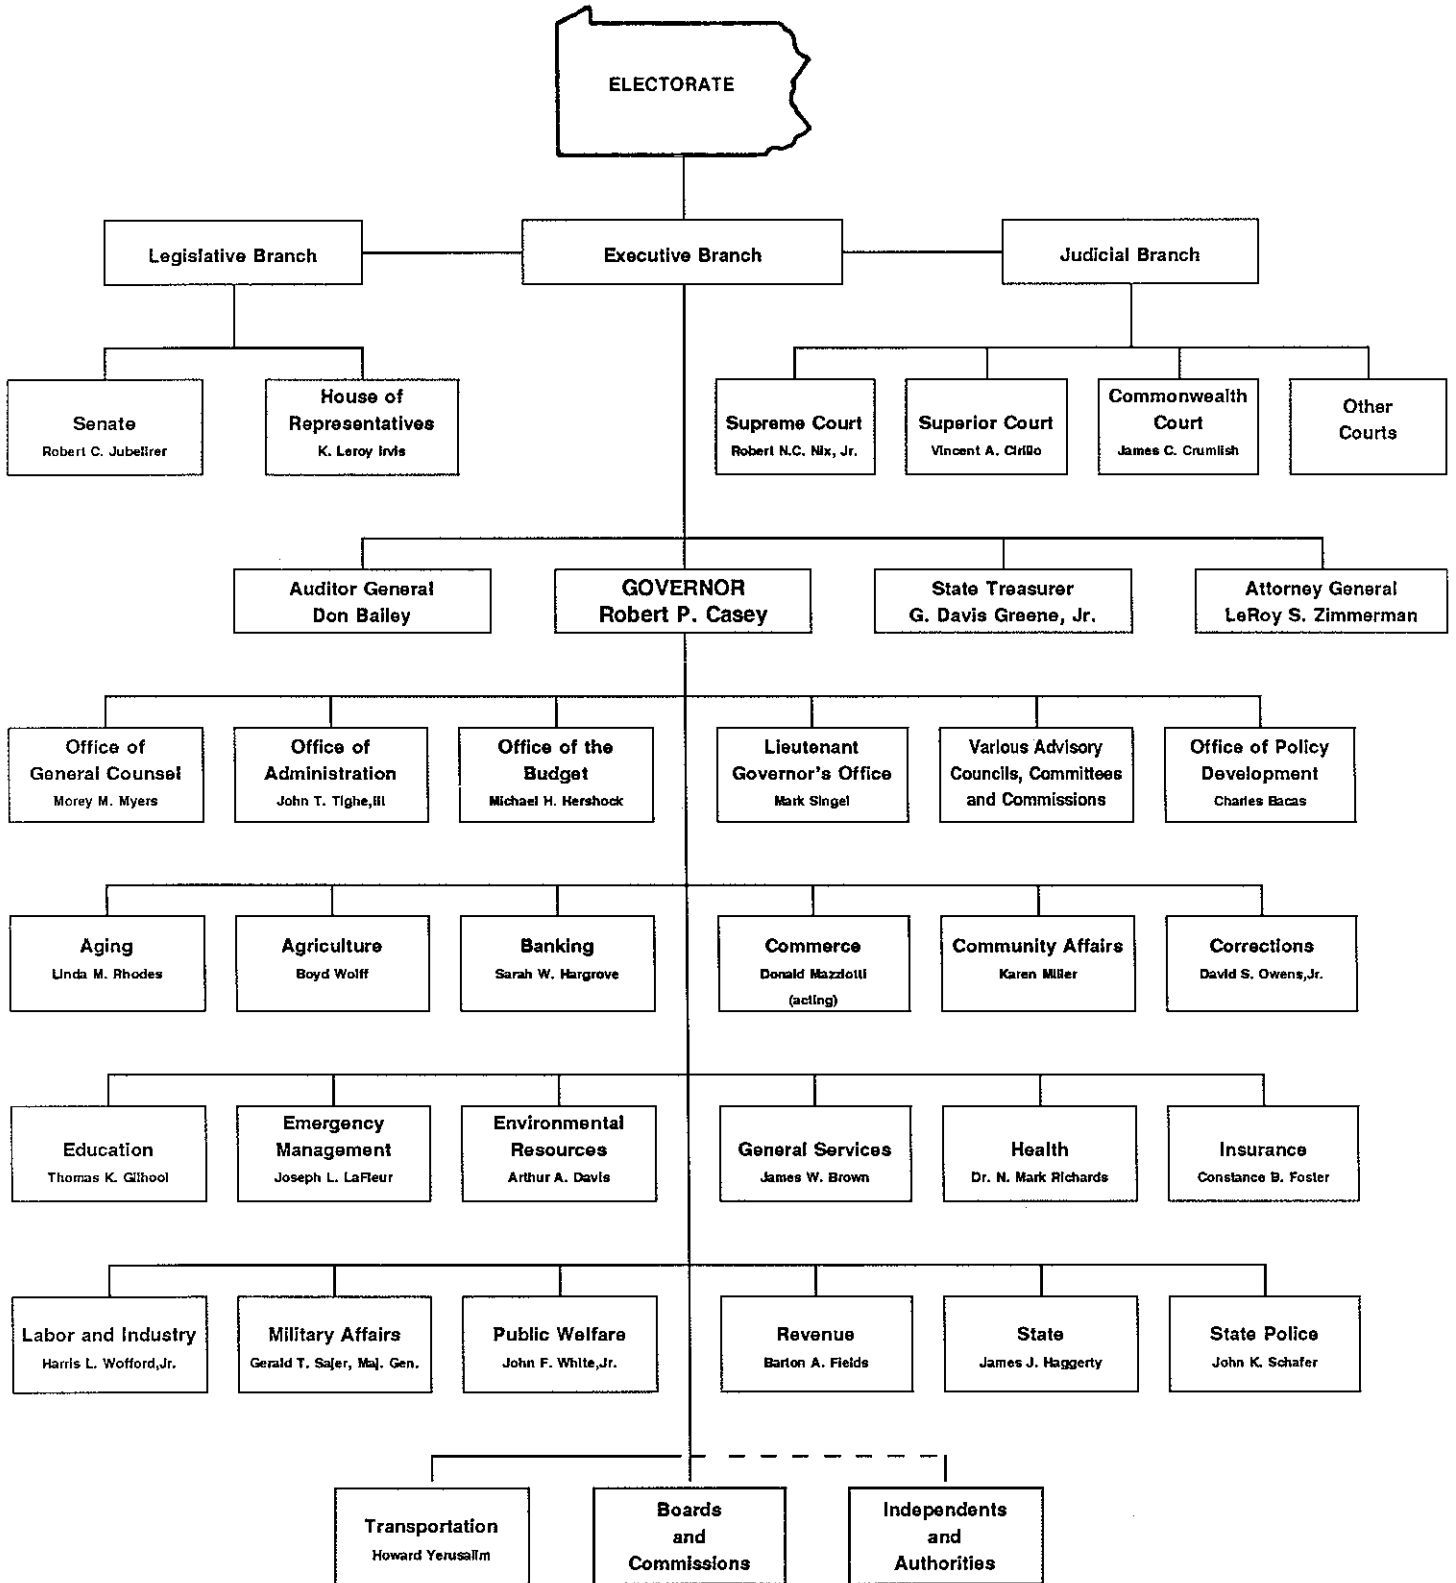 ELECTORATE
Legislative Branch
Executive Branch
Judicial Branch
Senate
Robert C. Jubelirer
House of
Representatives
K. Leroy Irvis
Supreme Court
Robert N.C. Nix, Jr.
Superior Court
Vincent A. Cirillo
Commonwealth
Court
James C. Crumlish
Other
Courts
Auditor General
Don Bailey
GOVERNOR
Robert P. Casey
State Treasurer
G. Davis Greene, Jr.
Attorney General
LeRoy S. Zimmerman
Office of
General Counsel
Morey M. Myers
Office of
Administration
John T. Tighe,III
Office of the
Budget
Michael H. Hershock
Lieutenant
Governor's Office
Mark Singel
Various Advisory
Councils, Committees
and Commissions
Office of Policy
Development
Charles Bacas
Aging
Linda M. Rhodes
Agriculture
Boyd Wolff
Banking
Sarah W. Hargrove
Commerce
Donald Mazziotti
(acting)
Community Affairs
Karen Miller
Corrections
David S. Owens,Jr.
Education
Thomas K. Gilhool
Emergency
Management
Joseph L. LaFleur
Environmental
Resources
Arthur A. Davis
General Services
James W. Brown
Health
Dr. N. Mark Richards
Insurance
Constance B. Foster
Labor and Industry
Harris L. Wofford,Jr.
Military Affairs
Gerald T. Sajer, Maj. Gen.
Public Welfare
John F. White,Jr.
Revenue
Barton A. Fields
State
James J. Haggerty
State Police
John K. Schafer
Transportation
Howard Yerusalim
Boards
and
Commissions
Independents
and
Authorities